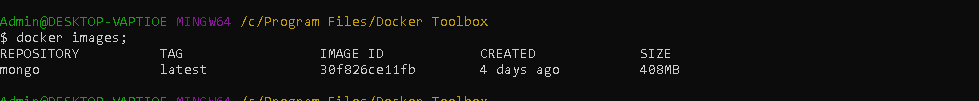 Admin@DESKTOP-VAPTIOE MINGW64 /c/Program Files/Docker Toolbox
$ docker images;
REPOSITORY TAG IMAGE ID CREATED SIZE
mongo latest 30f826ce11fb 4 days ago 408MB
Admin@DESKTOP-VAPTIOE MINGW64 /c/Program Files/Docker Toolbox